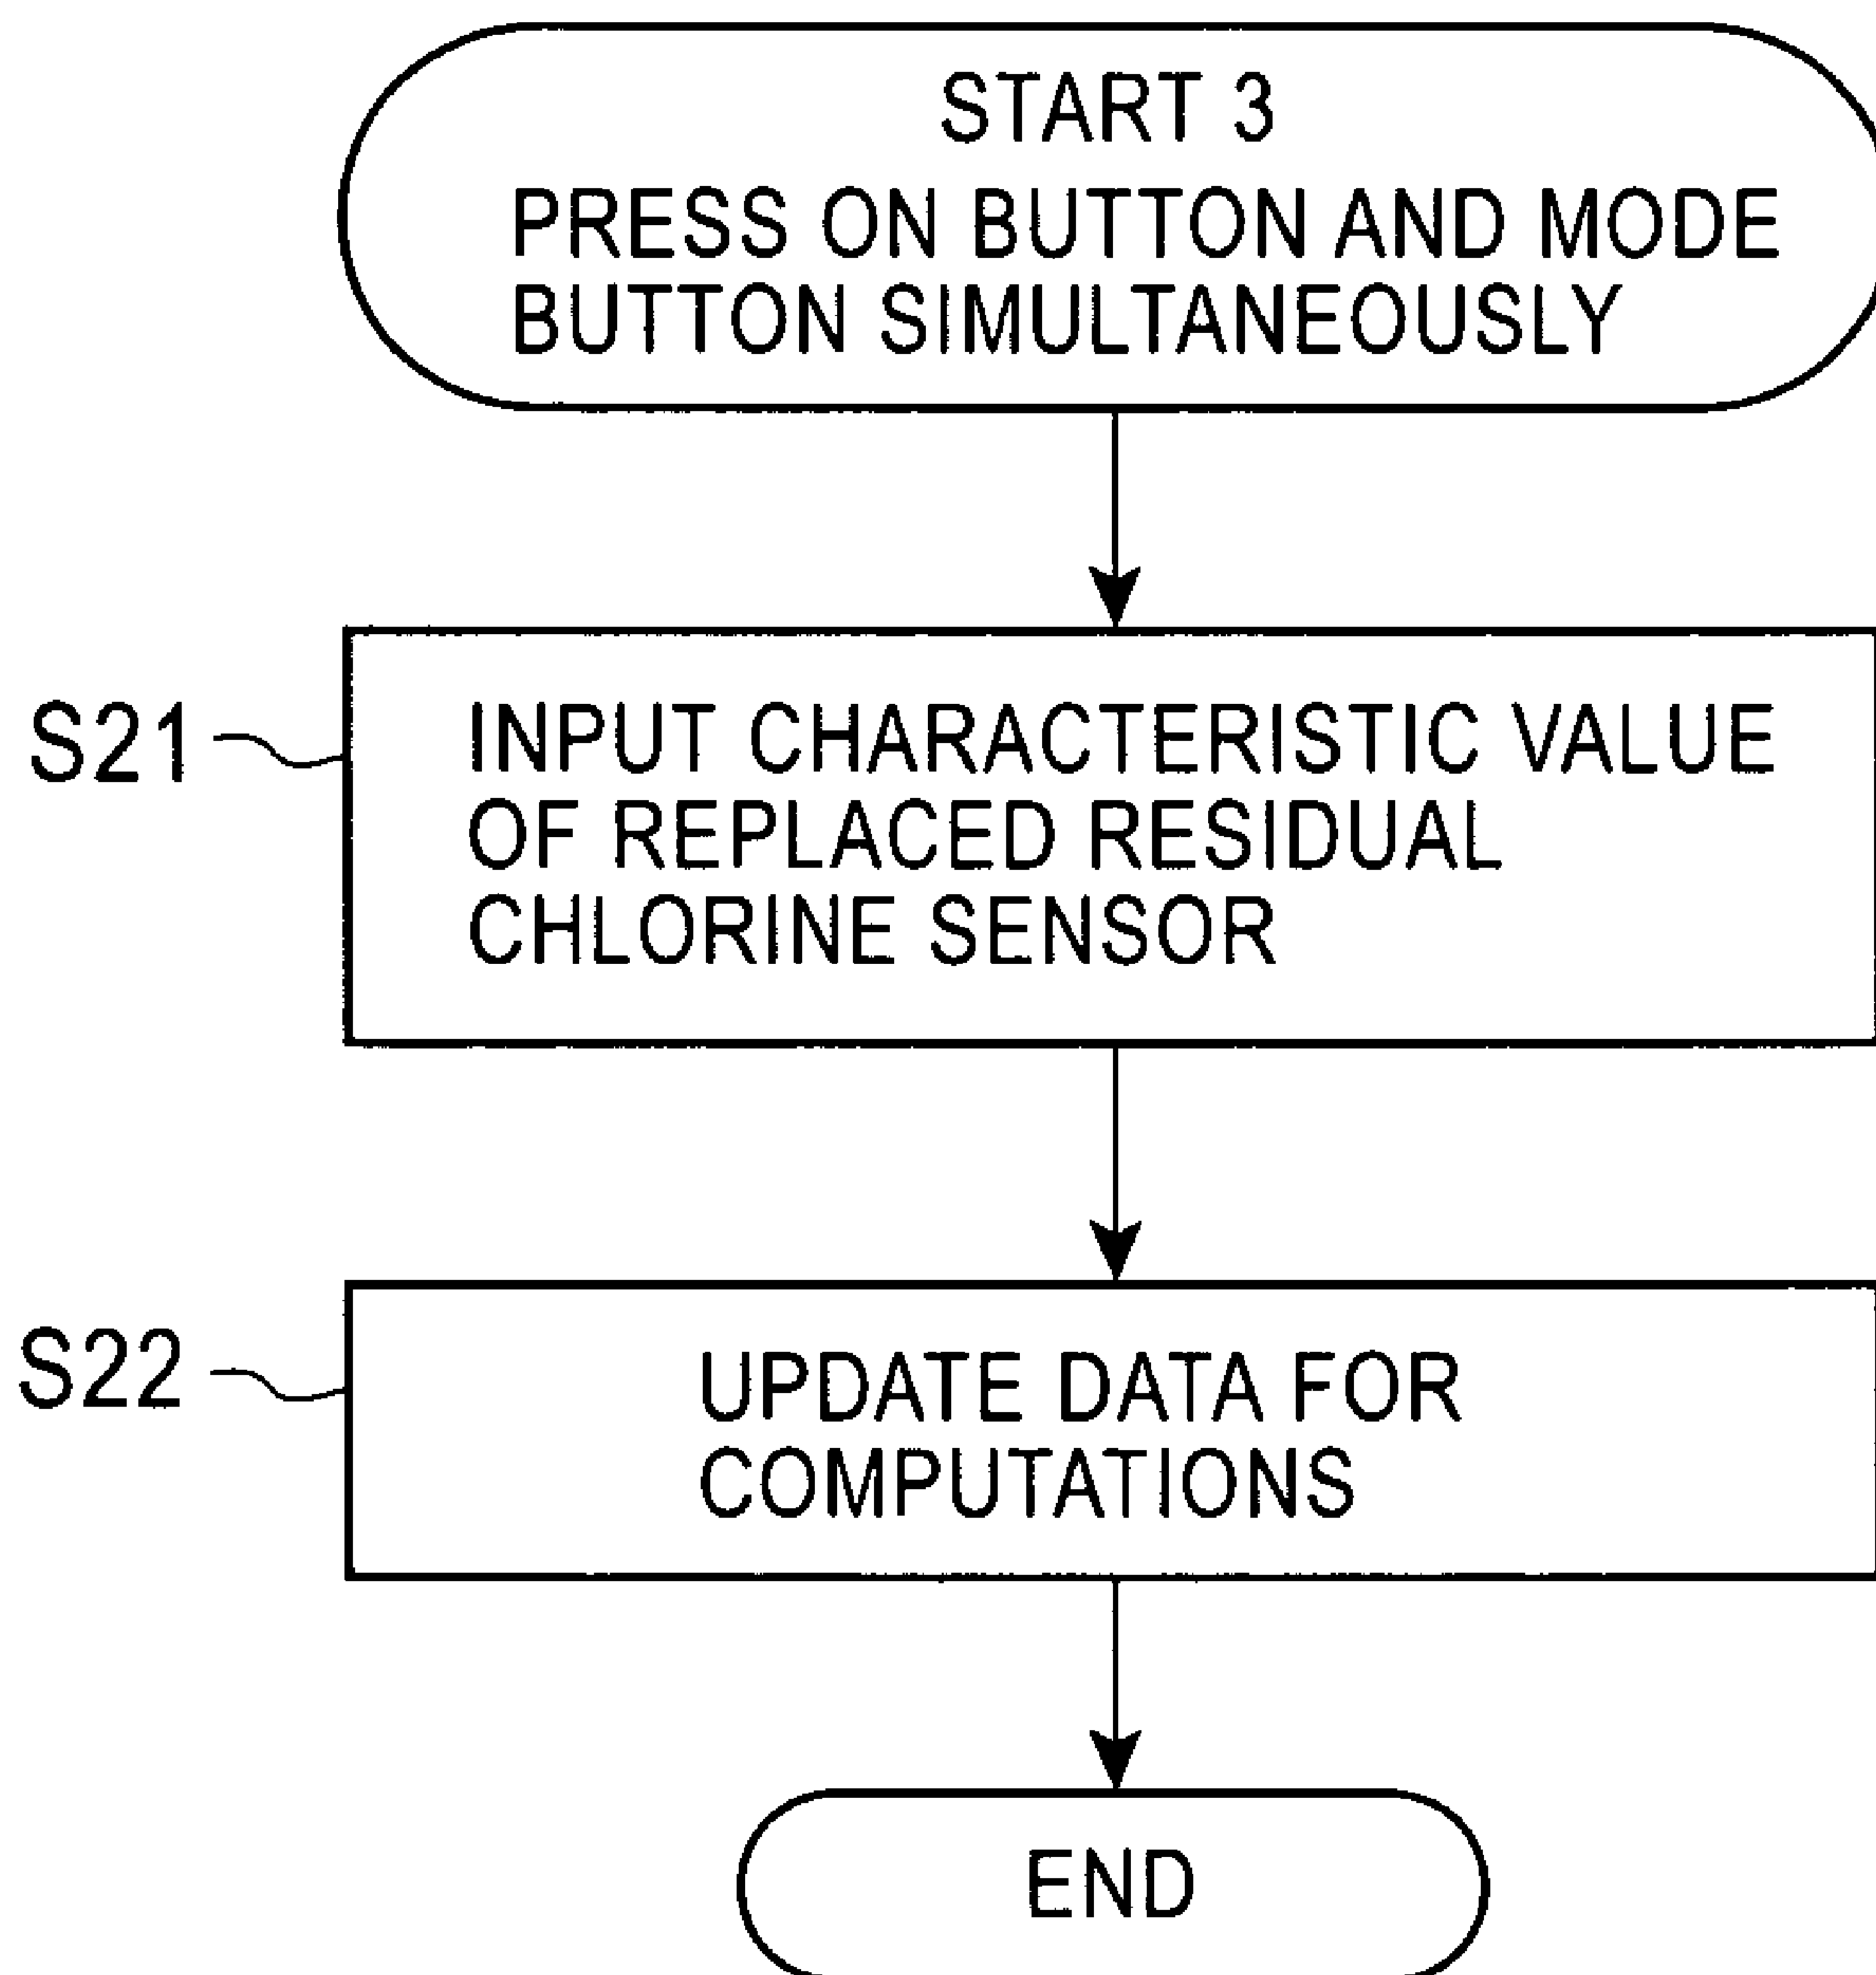 START 3
PRESS ON BUTTON AND MODE
BUTTON SIMULTANEOUSLY
S21
INPUT CHARACTERISTIC VALUE
OF REPLACED RESIDUAL
CHLORINE SENSOR
S22
UPDATE DATA FOR
COMPUTATIONS
END